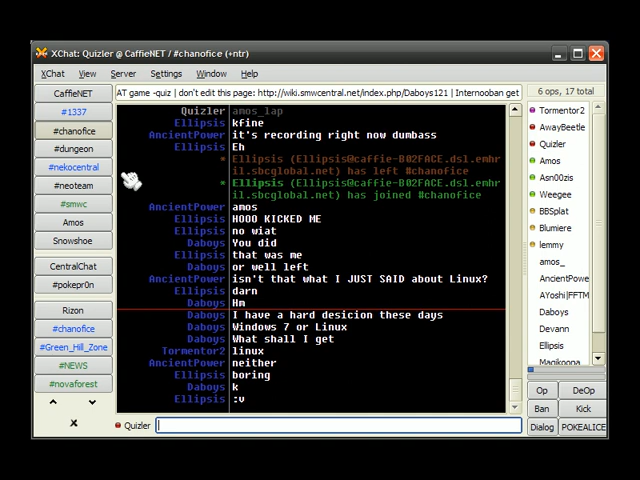 XChat: Quizler @ CaffieNET / #chanofice (+ntr)
XChat View Server Settings Window Help
CaffieNET
#1337
#chanofice
#dungeon
#nekocentral
#neoteam
#smwc
Amos
Snowshoe
CentralChat
#pokepr0n
Rizon
#chanofice
#Green_Hill_Zone
#NEWS
#novaforest
x
AT game -quiz | don't edit this page: http://wiki.smwcentral.net/index.php/Daboys121 | Internooban get
Quizler amos_lap
Ellipsis kfine
AncientPower it's recording right now dumbass
Ellipsis Eh
* Ellipsis (Ellipsis@caffie-B02FACE.dsl.emhr
il.sbcglobal.net) has left #chanofice
* Ellipsis (Ellipsis@caffie-B02FACE.dsl.emhr
il.sbcglobal.net) has joined #chanofice
AncientPower amos
Ellipsis HOOO KICKED ME
Ellipsis no wiat
Daboys You did
Ellipsis that was me
Daboys or well left
AncientPower isn't that what I JUST SAID about Linux?
Ellipsis darn
Daboys Hm
Daboys I have a hard desicion these days
Daboys Windows 7 or Linux
Daboys What shall I get
Tormentor2 linux
AncientPower neither
Ellipsis boring
Daboys k
Ellipsis :v
Quizler
6 ops, 17 total
Tormentor2
AwayBeetle
Quizler
Amos
Asn00zis
Weegee
BBSplat
Blumiere
lemmy
amos_
AncientPowe
AYoshi|FFTM
Daboys
Devann
Ellipsis
Magikoopa
Op DeOp
Ban Kick
Dialog POKEALICE